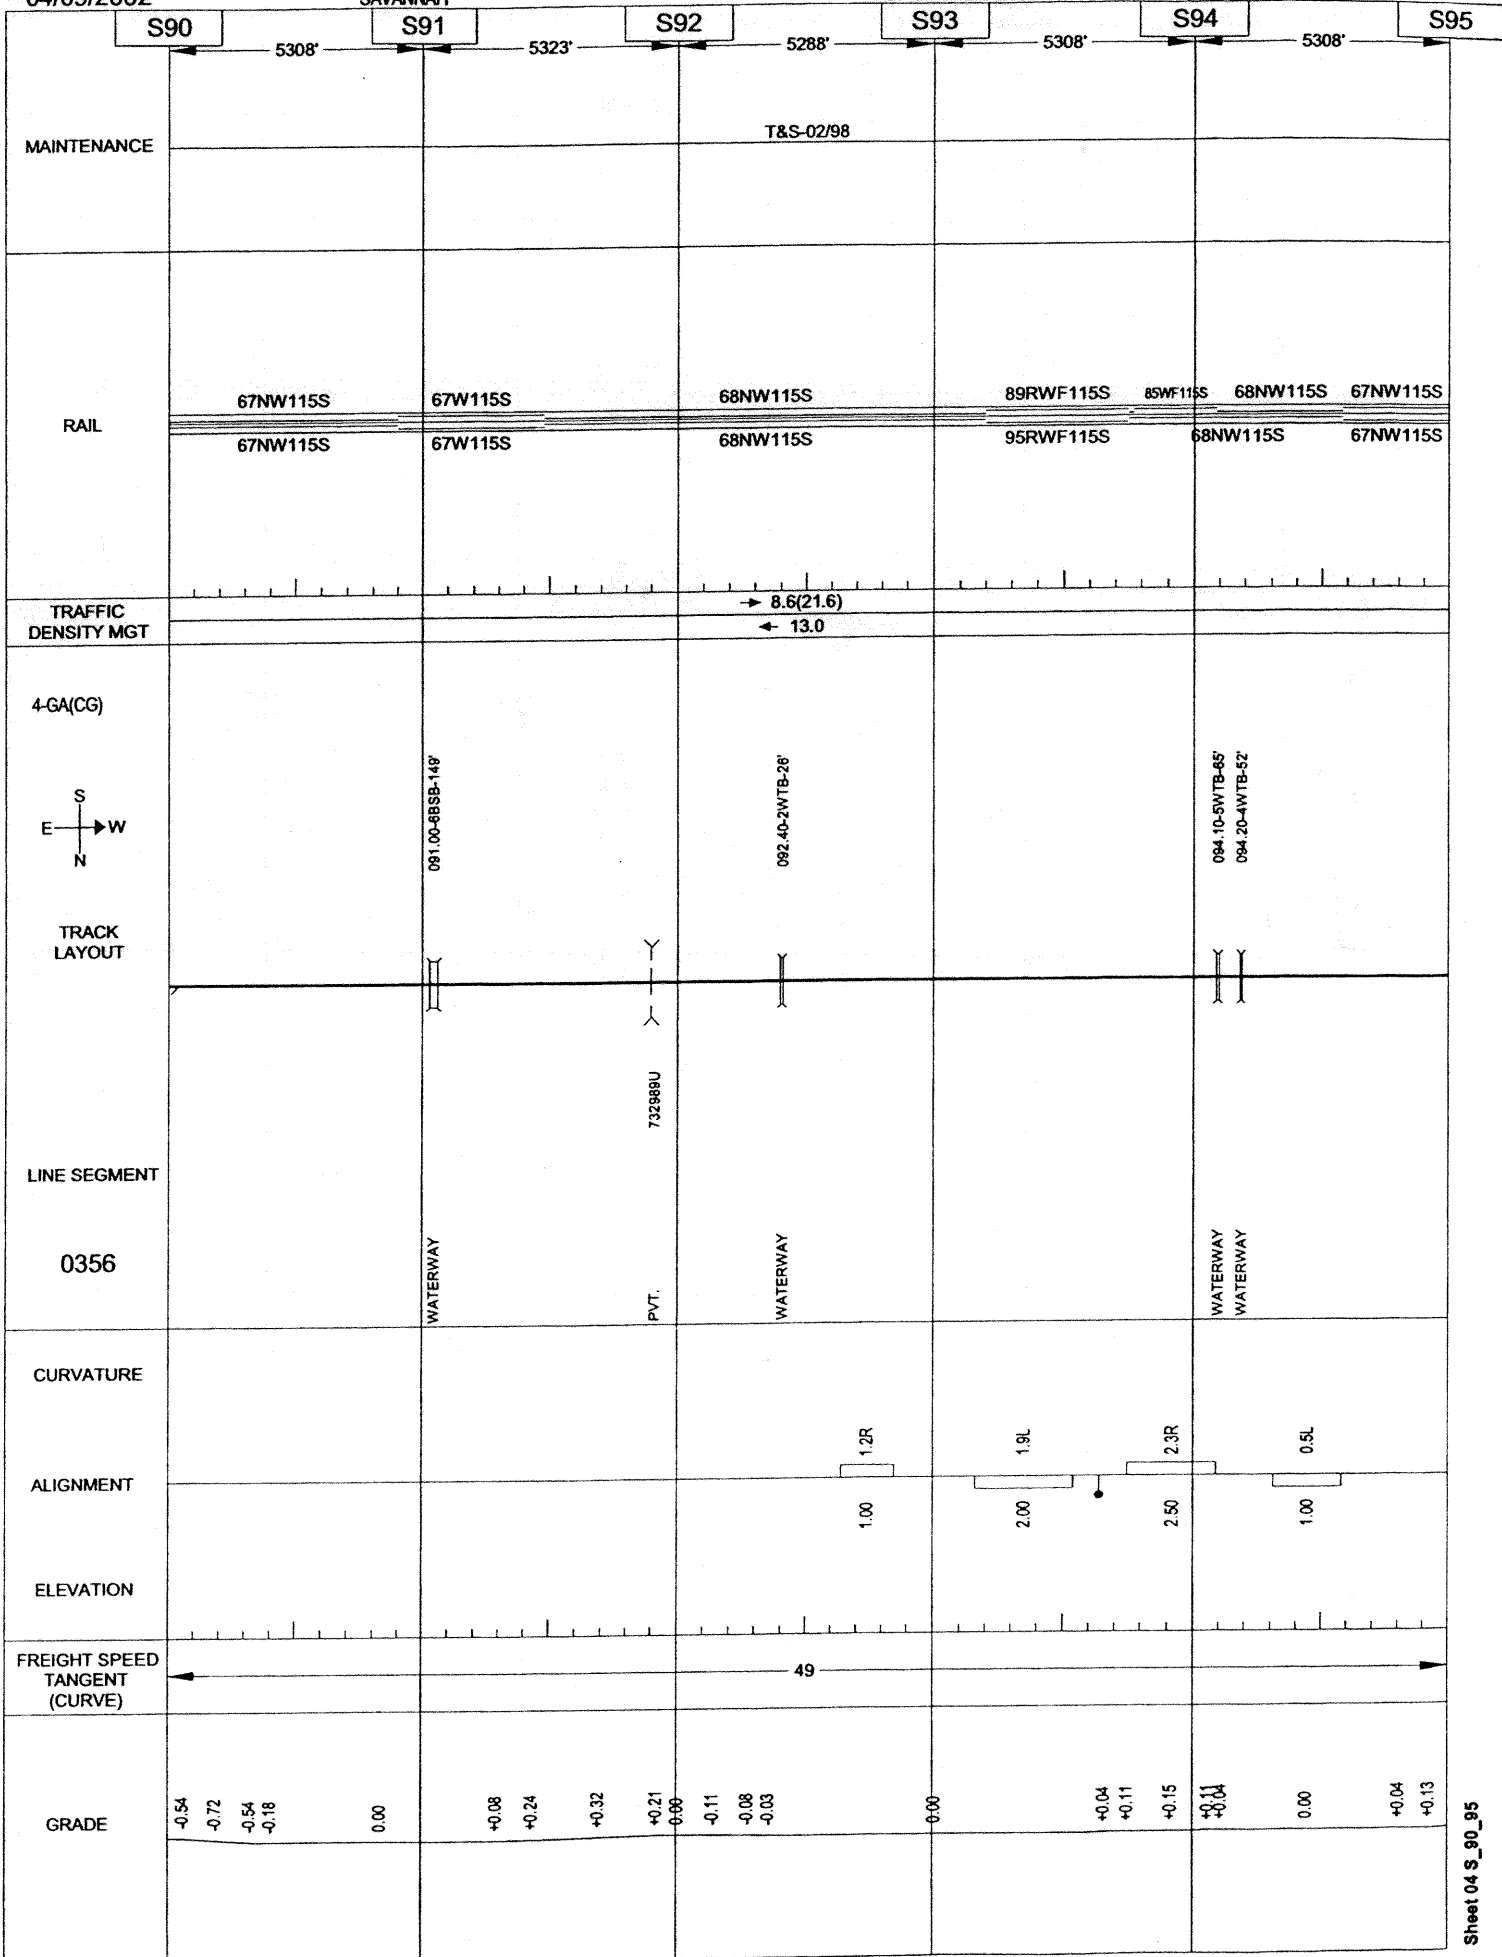 S90 S91 S92 S93 S94 S95
5308' 5323' 5288' 5308' 5308'
MAINTENANCE
T&S-02/98
RAIL
67NW115S 67W115S 68NW115S 89RWF115S 85WF115S 68NW115S 67NW115S
67NW115S 67W115S 68NW115S 95RWF115S 68NW115S 67NW115S
TRAFFIC
DENSITY MGT
→ 8.6(21.6)
← 13.0
4-GA(CG)
S
E W
N
091.00-6BSB-149'
092.40-2WTB-26'
094.10-5WTB-65'
094.20-4WTB-52'
TRACK
LAYOUT
732989U
LINE SEGMENT
0356
WATERWAY
PVT.
WATERWAY
WATERWAY
WATERWAY
CURVATURE
1.2R 1.9L 2.3R 0.5L
ALIGNMENT
1.00 2.00 2.50 1.00
ELEVATION
FREIGHT SPEED
TANGENT
(CURVE)
49
GRADE
-0.54 -0.72 -0.54 -0.18 0.00 +0.08 +0.24 +0.32 +0.21 0.00 -0.11 -0.08 -0.03 0.00 +0.04 +0.11 +0.15 +0.11 +0.04 0.00 +0.04 +0.13
Sheet 04 S_90_95